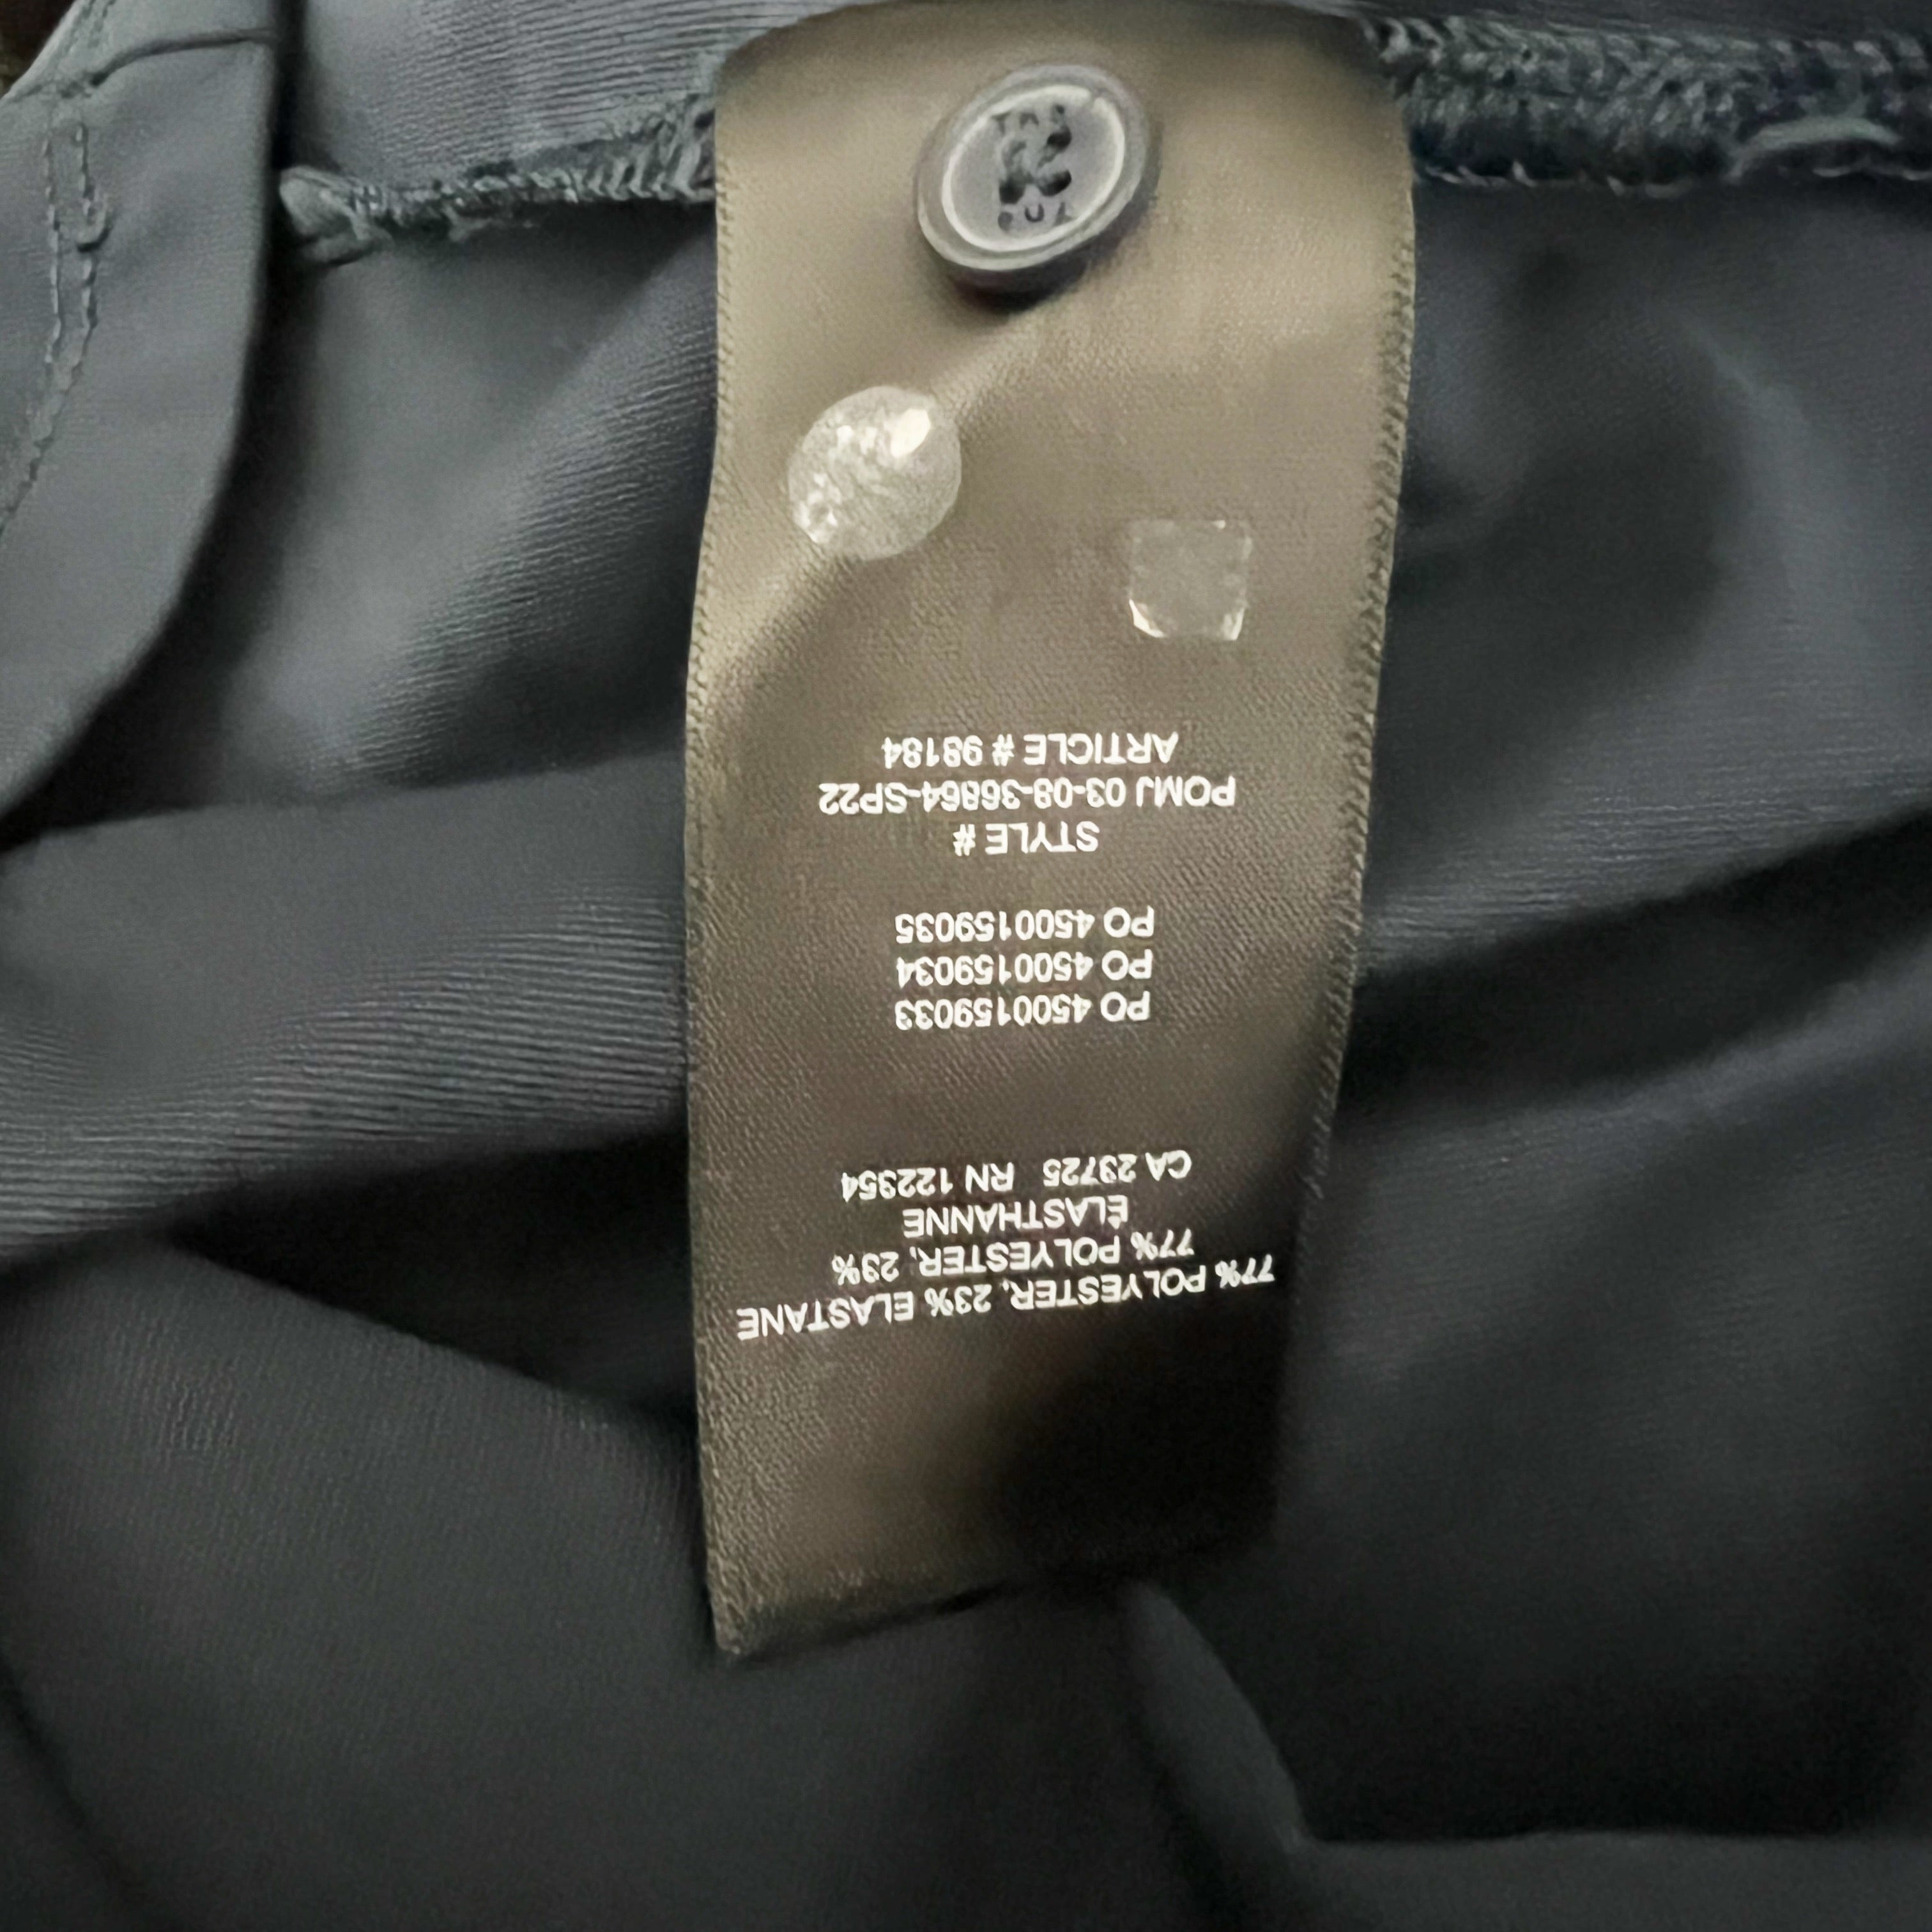 77% POLYESTER, 23% ELASTANE
77% POLYESTER, 23%
ÉLASTHANNE
CA 23725 RN 122354
PO 4500159033
PO 4500159034
PO 4500159035
STYLE #
POMJ 03-08-36864-SP22
ARTICLE # 98184